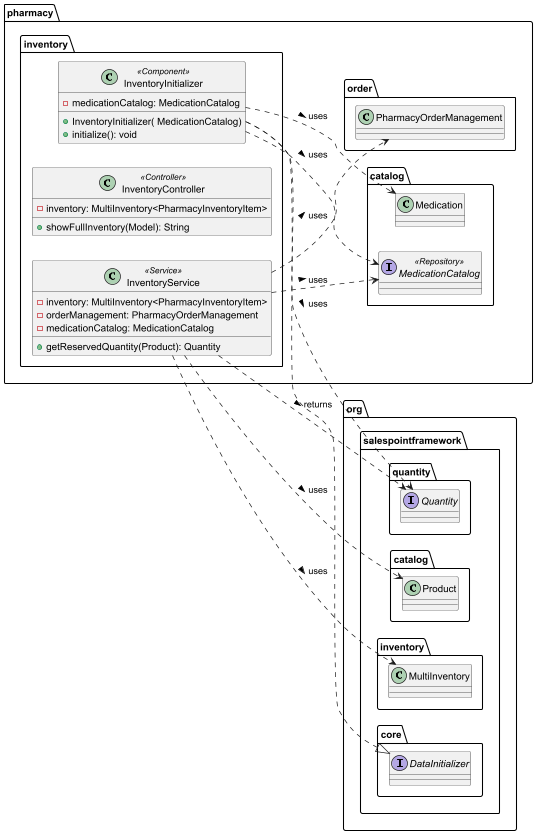 pharmacy
inventory
«Component»
InventoryInitializer
medicationCatalog: MedicationCatalog
InventoryInitializer( MedicationCatalog)
initialize(): void
«Controller»
InventoryController
inventory: MultiInventory<PharmacyInventoryItem>
showFullInventory(Model): String
«Service»
InventoryService
inventory: MultiInventory<PharmacyInventoryItem>
orderManagement: PharmacyOrderManagement
medicationCatalog: MedicationCatalog
getReservedQuantity(Product): Quantity
order
C PharmacyOrderManagement
catalog
C Medication
«Repository»
I MedicationCatalog
uses
uses
uses
uses
uses
returns
uses
uses
org
salespointframework
quantity
I Quantity
catalog
C Product
inventory
C MultiInventory
core
I DataInitializer